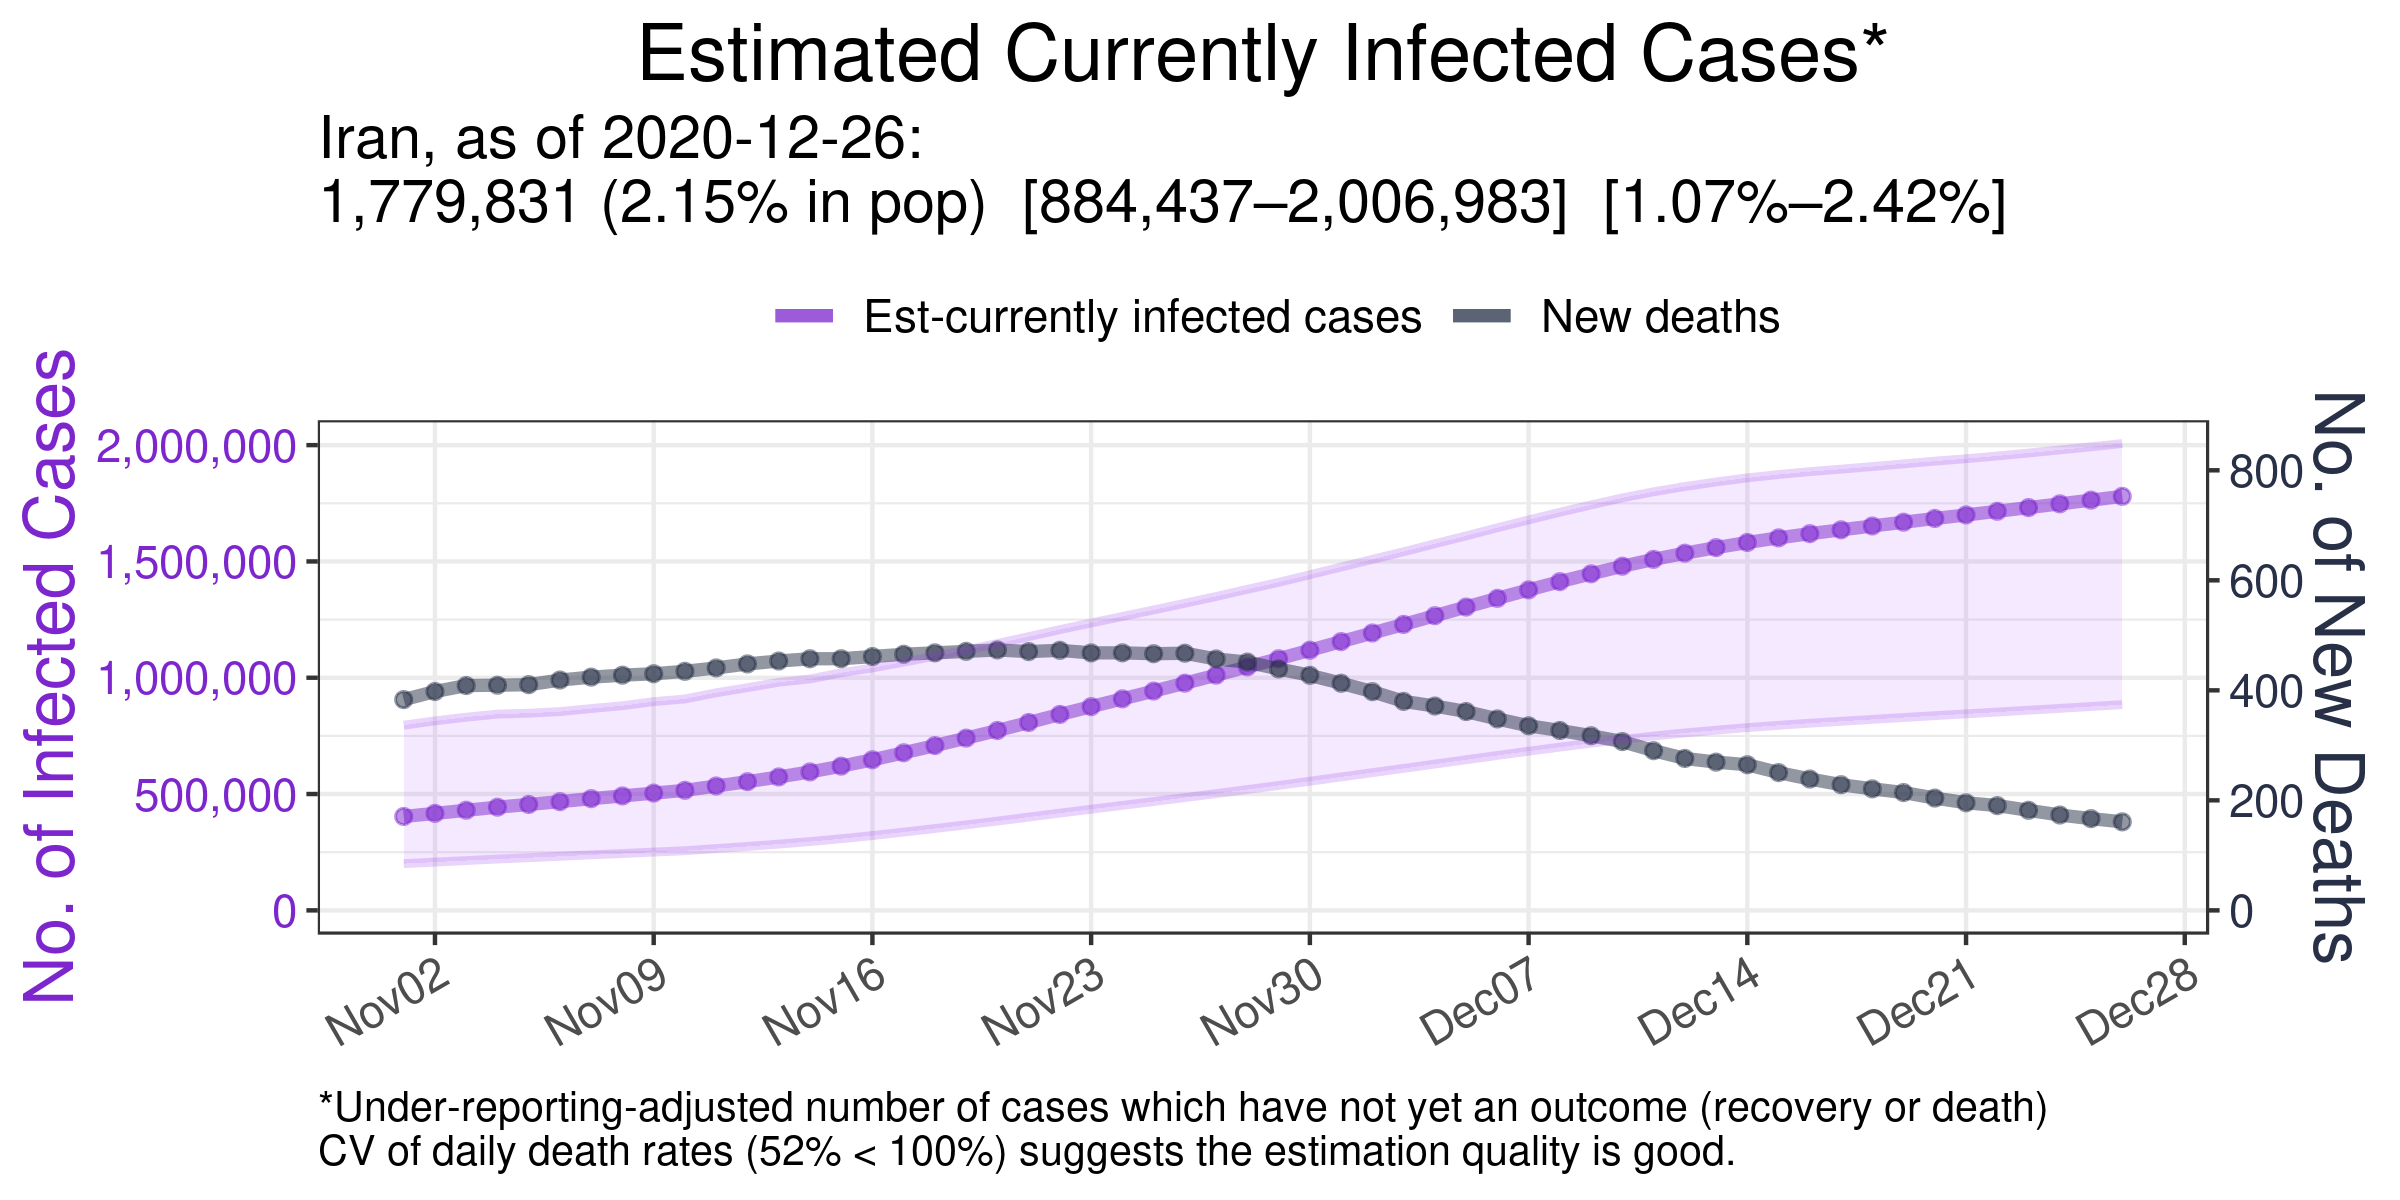 Estimated Currently Infected Cases*
Iran, as of 2020-12-26:
1,779,831 (2.15% in pop) [884,437–2,006,983] [1.07%–2.42%]
Est-currently infected cases
New deaths
No. of Infected Cases
2,000,000
1,500,000
1,000,000
500,000
0
800
600
400
200
0
No. of New Deaths
Nov02
Nov09
Nov16
Nov23
Nov30
Dec07
Dec14
Dec21
Dec28
*Under-reporting-adjusted number of cases which have not yet an outcome (recovery or death)
CV of daily death rates (52% < 100%) suggests the estimation quality is good.